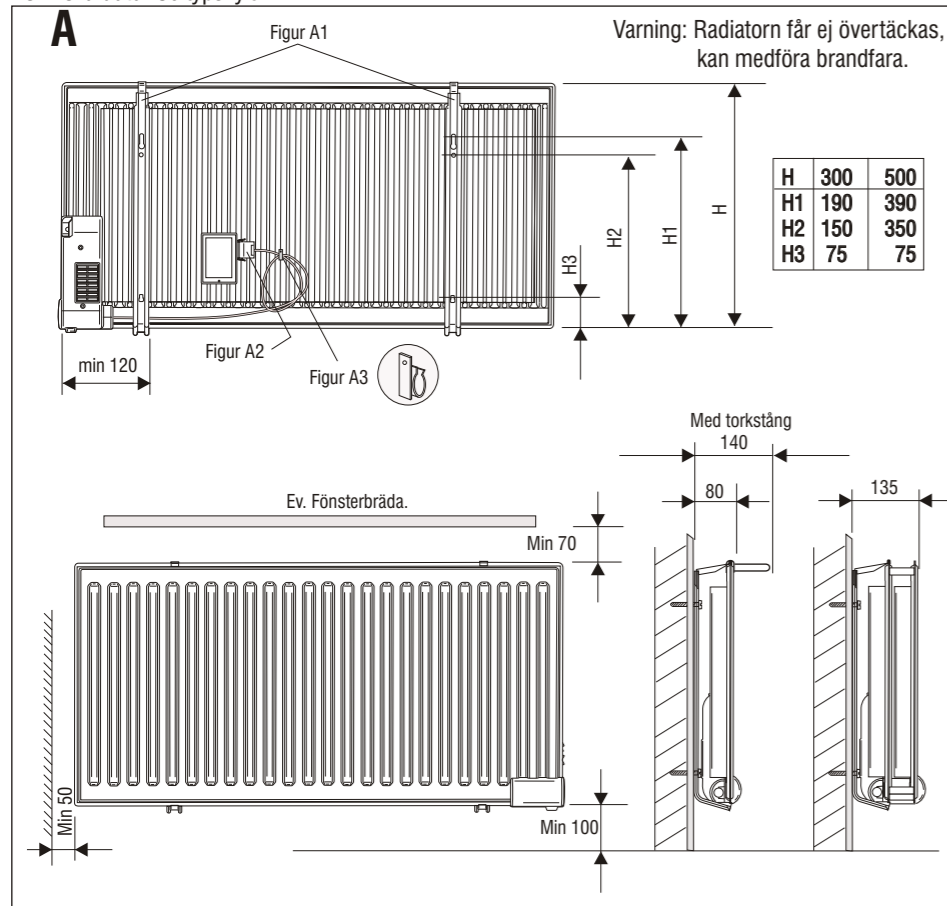 A
Figur A1
Varning: Radiatorn får ej övertäckas,
kan medföra brandfara.
H 300 500
H1 190 390
H2 150 350
H3 75 75
H3
H2
H1
H
min 120
Figur A2
Figur A3
Med torkstång
140
80
135
Ev. Fönsterbräda.
Min 70
Min 50
Min 100